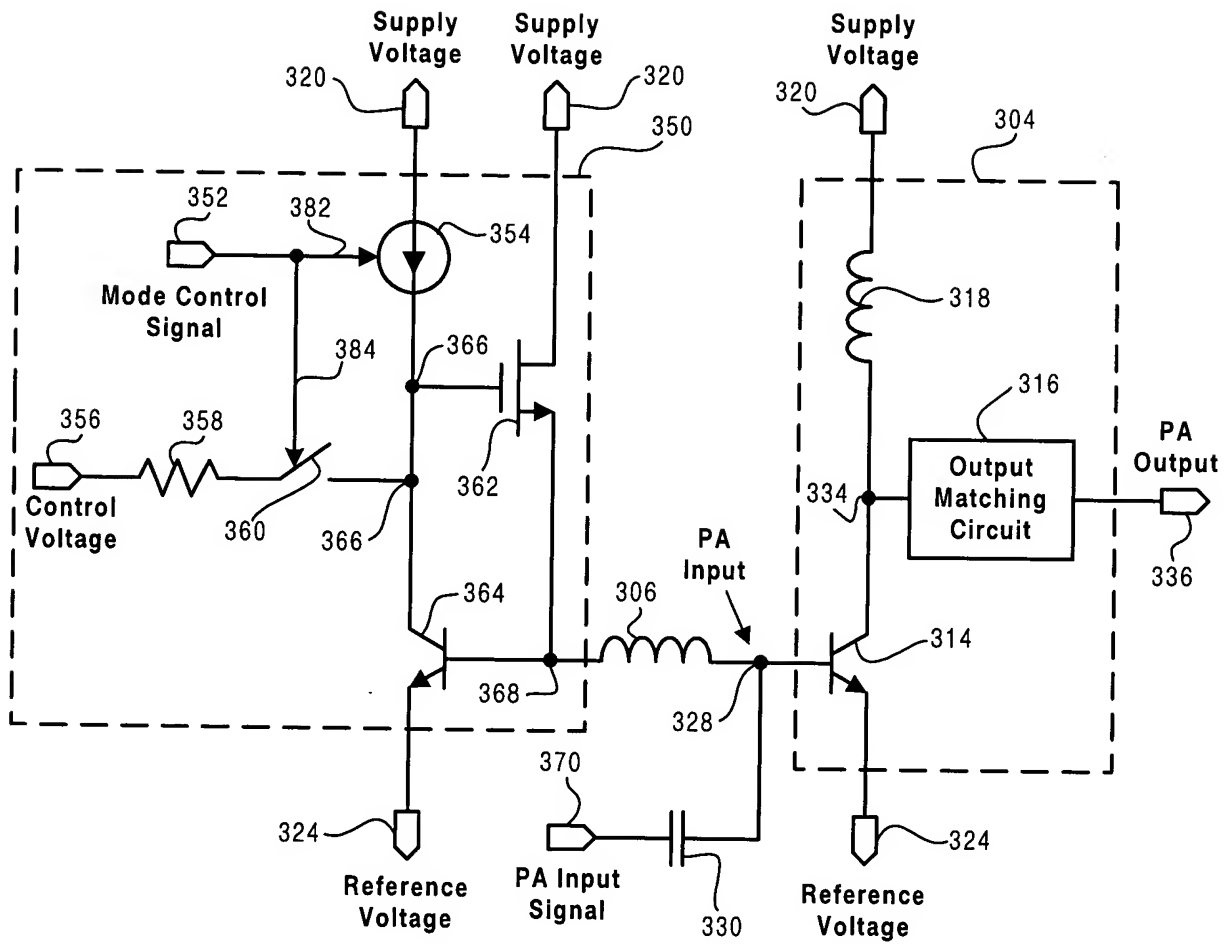 Supply
Voltage
Supply
Voltage
Supply
Voltage
320
320
320
350
304
352
382
354
Mode Control
Signal
384
366
318
356
358
362
316
Control
Voltage
360
366
334
Output
Matching
Circuit
PA
Output
336
364
PA
Input
306
314
368
328
370
324
324
Reference
Voltage
PA Input
Signal
330
Reference
Voltage